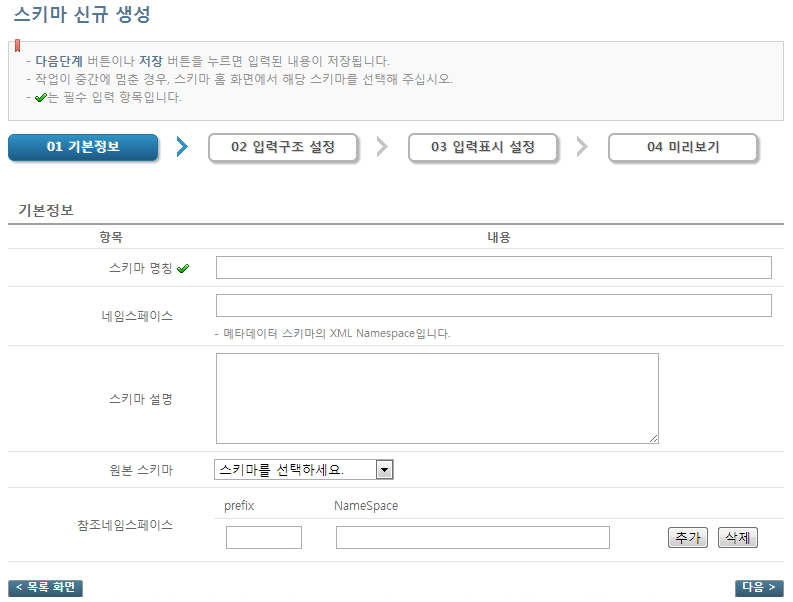 스키마 신규 생성
- 다음단계 버튼이나 저장 버튼을 누르면 입력된 내용이 저장됩니다.
- 작업이 중간에 멈춘 경우, 스키마 홈 화면에서 해당 스키마를 선택해 주십시오.
- ✔는 필수 입력 항목입니다.
01 기본정보
02 입력구조 설정
03 입력표시 설정
04 미리보기
기본정보
항목 내용
스키마 명칭 ✔
네임스페이스
- 메타데이터 스키마의 XML Namespace입니다.
스키마 설명
원본 스키마 스키마를 선택하세요.
prefix NameSpace
참조네임스페이스
추가 삭제
< 목록 화면 다음 >